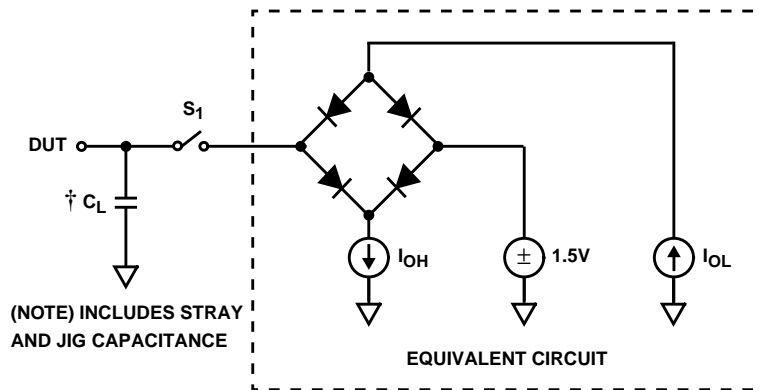 S1
DUT
† CL
IOH
±
1.5V
IOL
(NOTE) INCLUDES STRAY
AND JIG CAPACITANCE
EQUIVALENT CIRCUIT